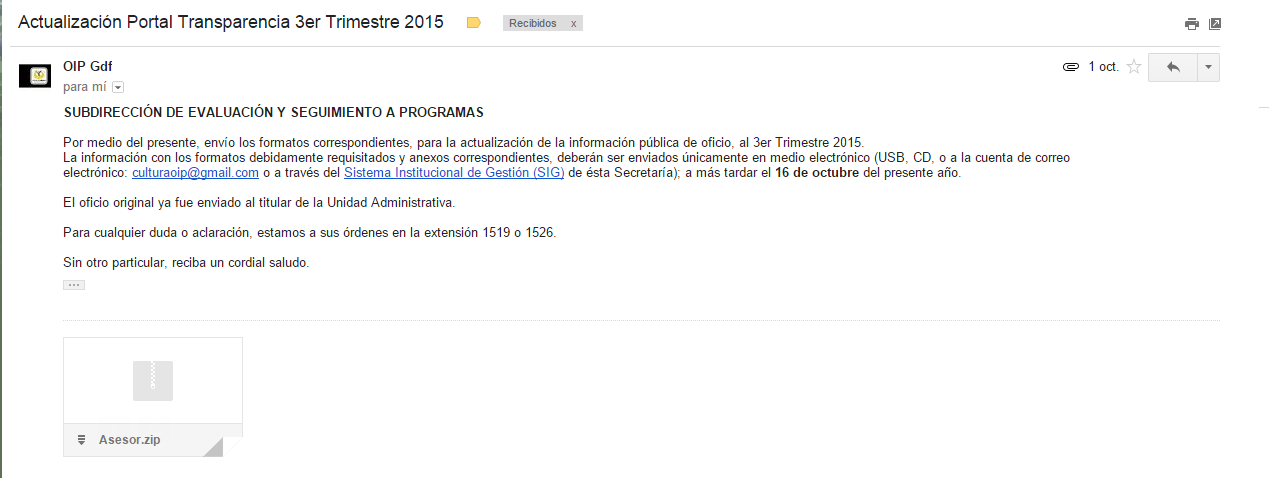 Actualización Portal Transparencia 3er Trimestre 2015
Recibidos x
OIP Gdf
1 oct.
para mí
SUBDIRECCIÓN DE EVALUACIÓN Y SEGUIMIENTO A PROGRAMAS
Por medio del presente, envío los formatos correspondientes, para la actualización de la información pública de oficio, al 3er Trimestre 2015.
La información con los formatos debidamente requisitados y anexos correspondientes, deberán ser enviados únicamente en medio electrónico (USB, CD, o a la cuenta de correo
electrónico: culturaoip@gmail.com o a través del Sistema Institucional de Gestión (SIG) de ésta Secretaría); a más tardar el 16 de octubre del presente año.
El oficio original ya fue enviado al titular de la Unidad Administrativa.
Para cualquier duda o aclaración, estamos a sus órdenes en la extensión 1519 o 1526.
Sin otro particular, reciba un cordial saludo.
Asesor.zip